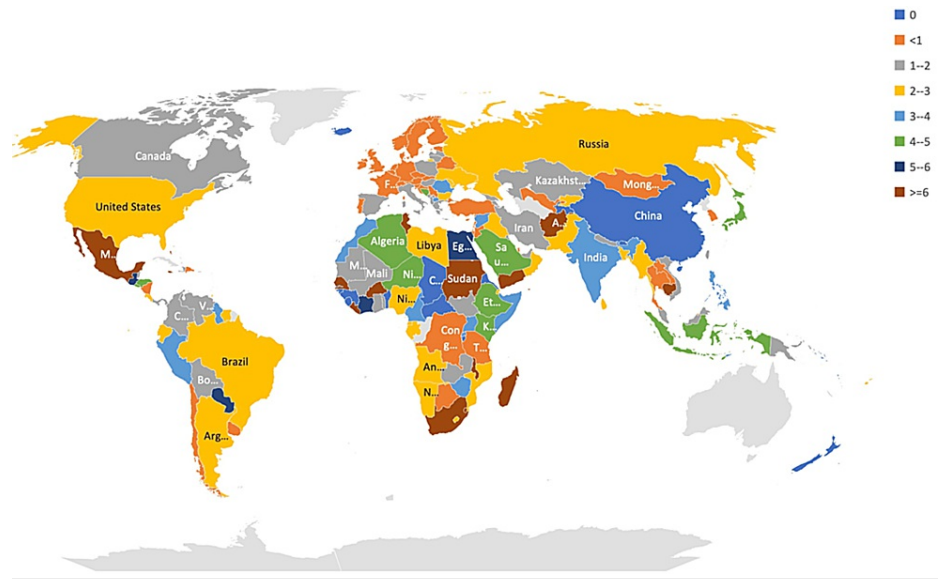 0
<1
1--2
2--3
3--4
4--5
5--6
>=6
Russia
Canada
Kazakhst...
Mong...
F...
United States
China
Iran
A...
M...
Algeria
Libya
Eg...
Sa
u...
India
M...
Mali
Ni...
C...
Sudan
V...
C...
Ni...
Et...
Con
g...
K...
T...
Brazil
Bo...
An...
N...
Arg...